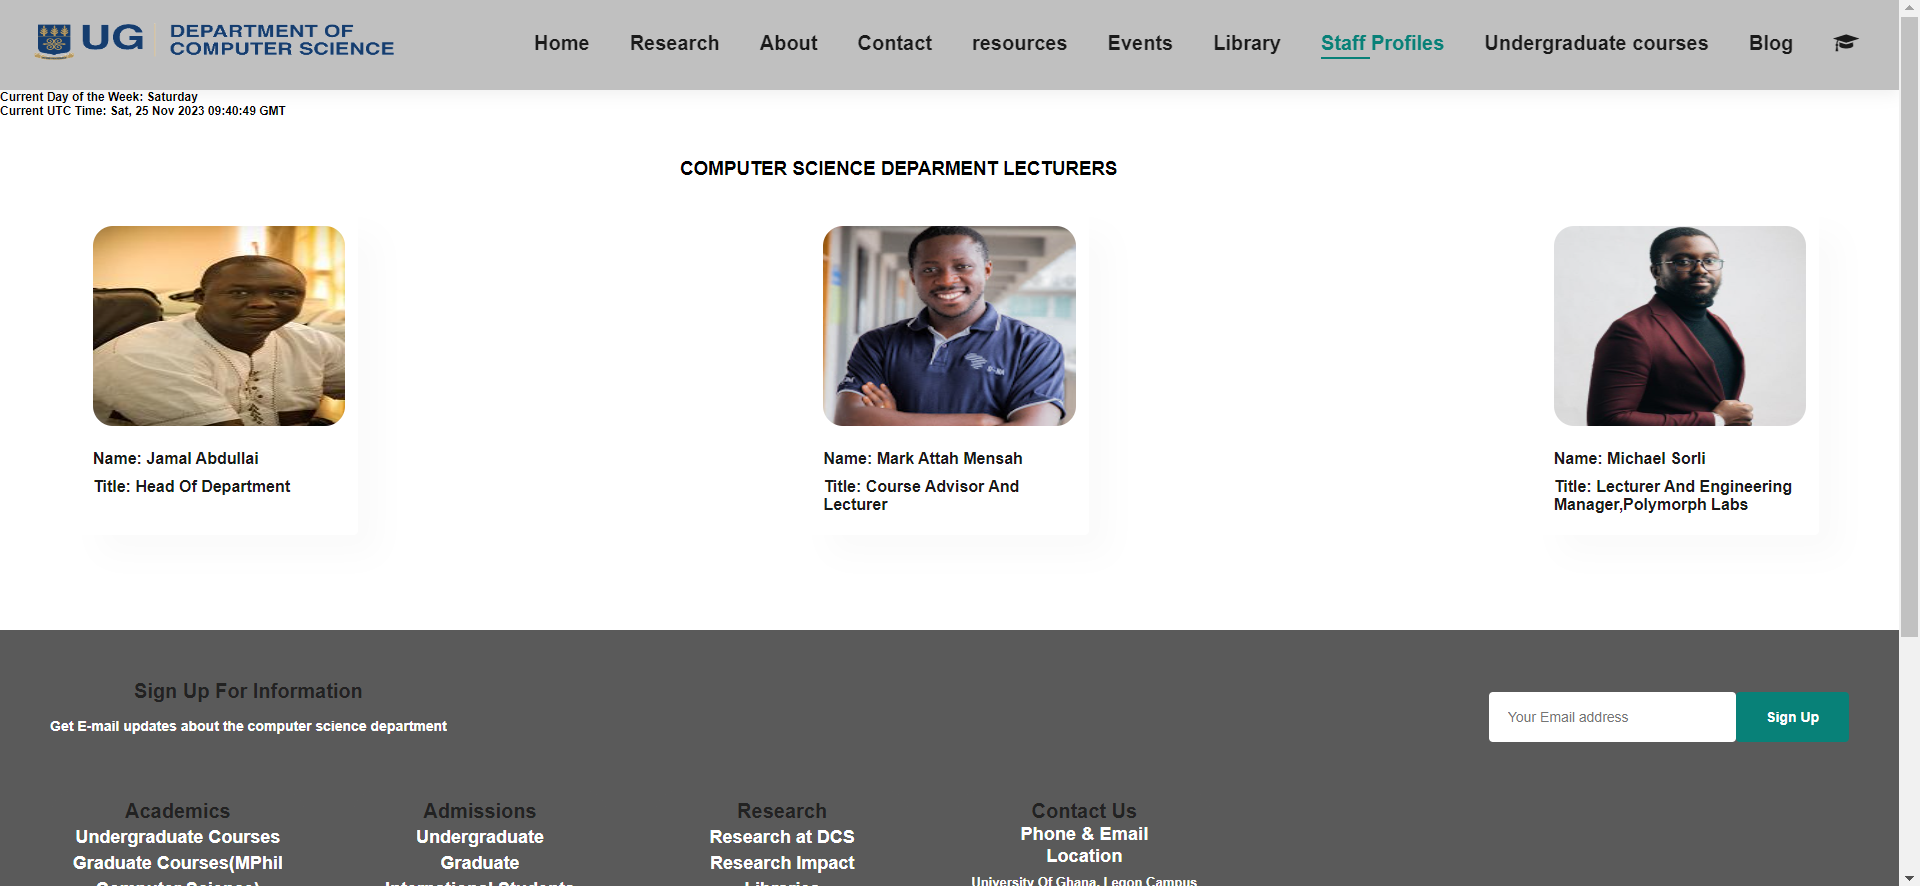 UG DEPARTMENT OF
COMPUTER SCIENCE
Home Research About Contact resources Events Library Staff Profiles Undergraduate courses Blog
Current Day of the Week: Saturday
Current UTC Time: Sat, 25 Nov 2023 09:40:49 GMT
COMPUTER SCIENCE DEPARMENT LECTURERS
Name: Jamal Abdullai
Title: Head Of Department
Name: Mark Attah Mensah
Title: Course Advisor And
Lecturer
Name: Michael Sorli
Title: Lecturer And Engineering
Manager,Polymorph Labs
Sign Up For Information
Get E-mail updates about the computer science department
Your Email address
Sign Up
Academics
Undergraduate Courses
Graduate Courses(MPhil
Computer Science)
Admissions
Undergraduate
Graduate
International Students
Research
Research at DCS
Research Impact
Libraries
Contact Us
Phone & Email
Location
University Of Ghana, Legon Campus